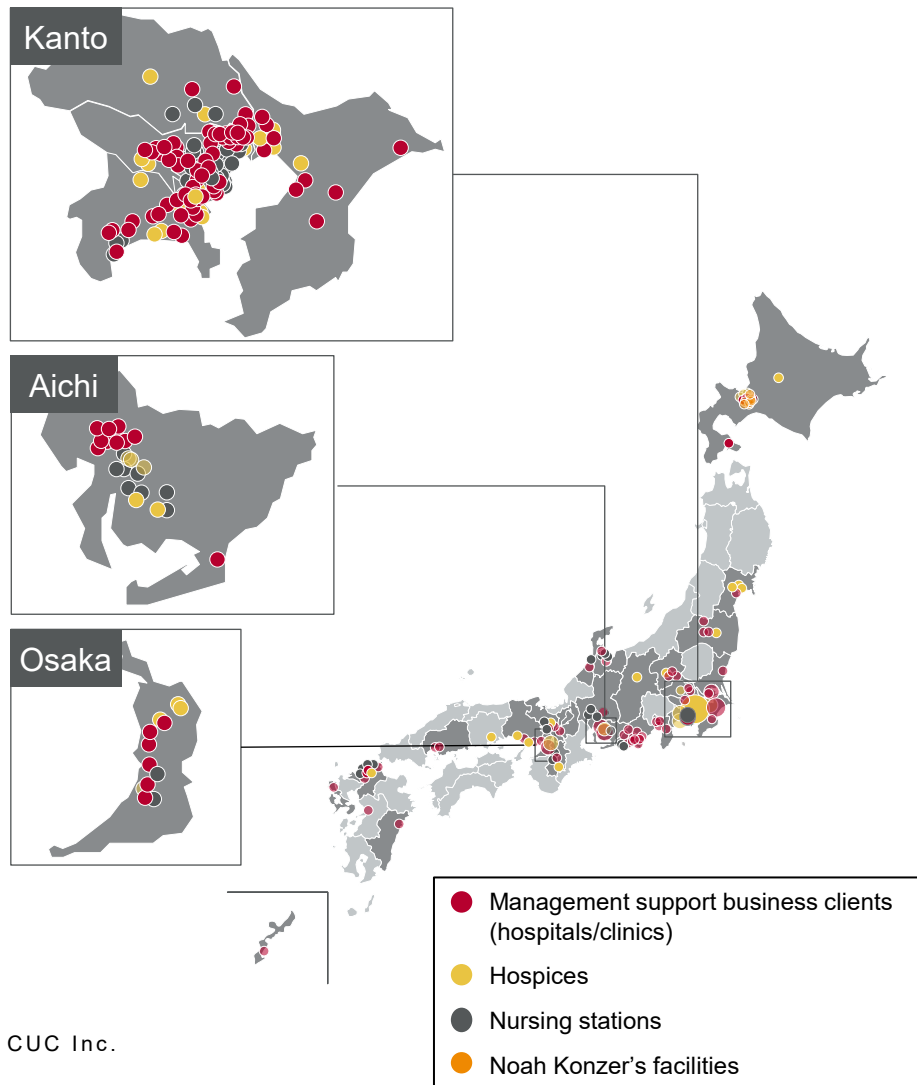 Kanto
Aichi
Osaka
Management support business clients
(hospitals/clinics)
Hospices
Nursing stations
Noah Konzer's facilities
CUC Inc.